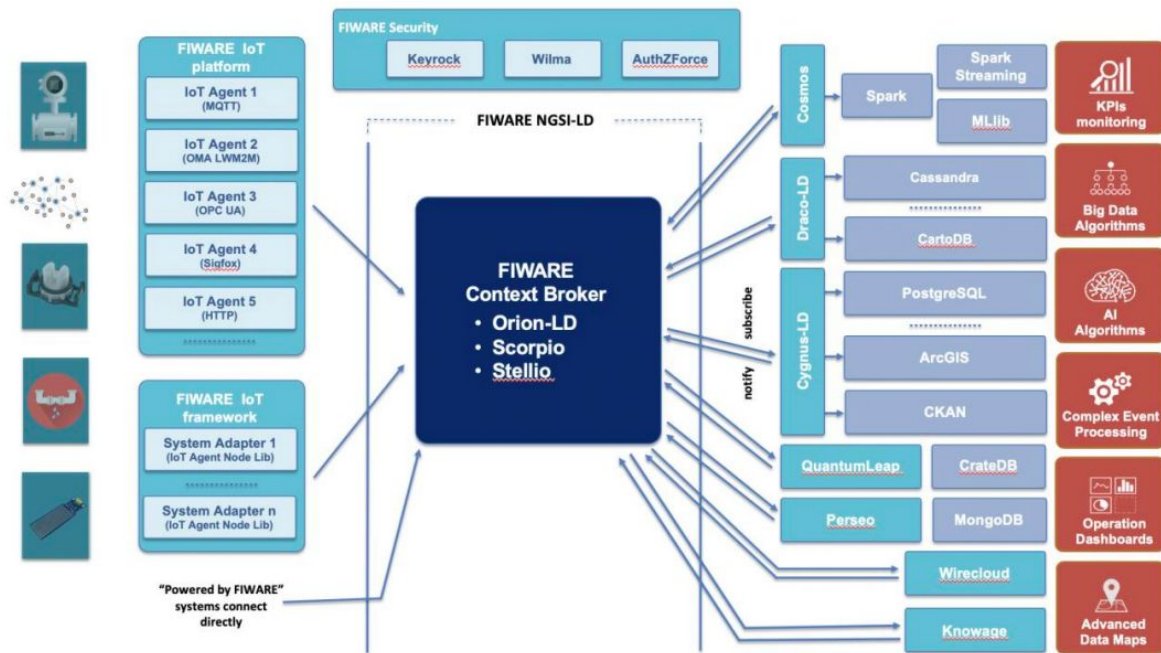 FIWARE Security
Keyrock
Wilma
AuthZForce
FIWARE IoT
platform
IoT Agent 1
(MQTT)
IoT Agent 2
(OMA LWM2M)
IoT Agent 3
(OPC UA)
IoT Agent 4
(Sigfox)
IoT Agent 5
(HTTP)
FIWARE IoT
framework
System Adapter 1
(IoT Agent Node Lib)
System Adapter n
(IoT Agent Node Lib)
“Powered by FIWARE”
systems connect
directly
FIWARE NGSI-LD
FIWARE
Context Broker
• Orion-LD
• Scorpio
• Stellio
subscribe
notify
Cosmos
Spark
Spark
Streaming
MLlib
Draco-LD
Cassandra
CartoDB
Cygnus-LD
PostgreSQL
ArcGIS
CKAN
QuantumLeap
CrateDB
Perseo
MongoDB
Wirecloud
Knowage
KPIs
monitoring
Big Data
Algorithms
AI
Algorithms
Complex Event
Processing
Operation
Dashboards
Advanced
Data Maps